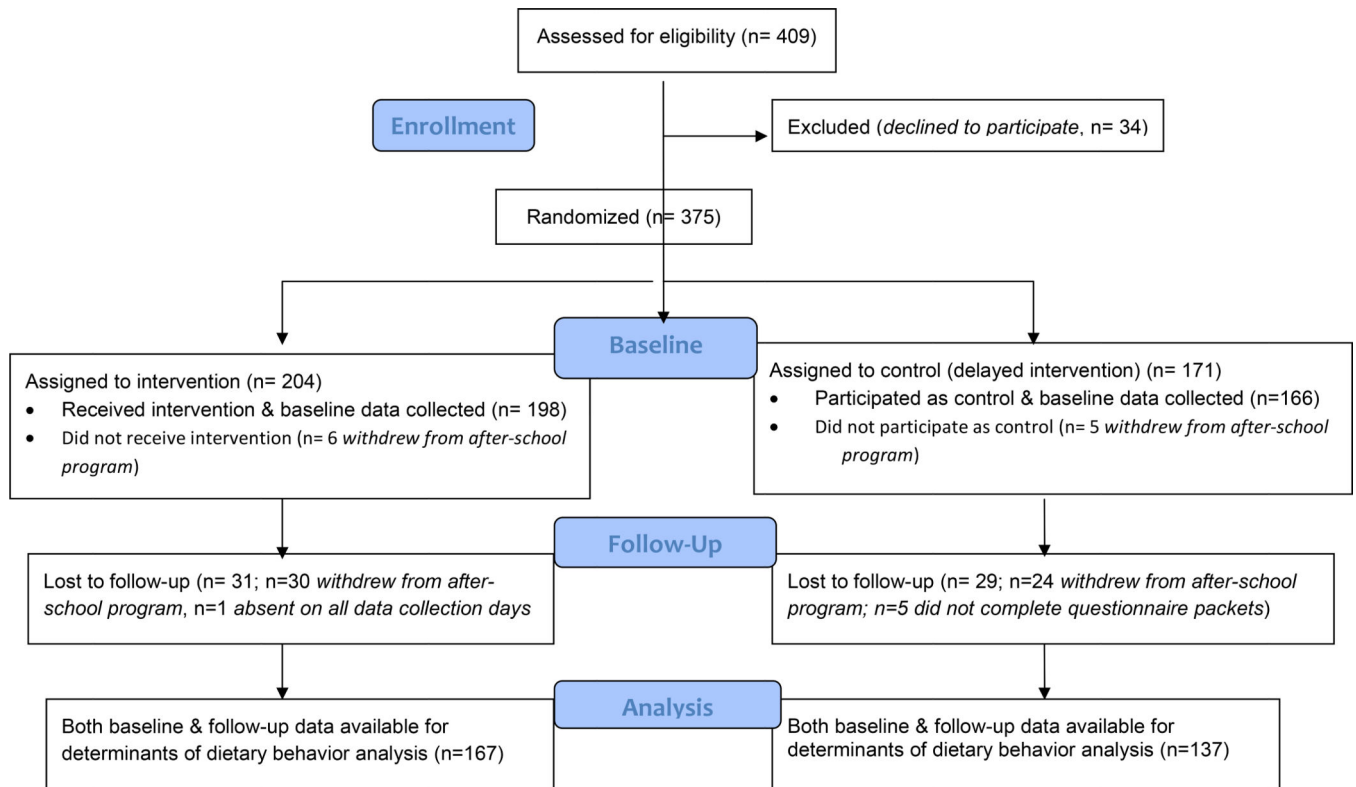 Assessed for eligibility (n= 409)
Enrollment
Excluded (declined to participate, n= 34)
Randomized (n= 375)
Baseline
Assigned to intervention (n= 204)
• Received intervention & baseline data collected (n= 198)
• Did not receive intervention (n= 6 withdrew from after-school
program)
Assigned to control (delayed intervention) (n= 171)
• Participated as control & baseline data collected (n=166)
• Did not participate as control (n= 5 withdrew from after-school
program)
Follow-Up
Lost to follow-up (n= 31; n=30 withdrew from after-
school program, n=1 absent on all data collection days
Lost to follow-up (n= 29; n=24 withdrew from after-school
program; n=5 did not complete questionnaire packets)
Analysis
Both baseline & follow-up data available for
determinants of dietary behavior analysis (n=167)
Both baseline & follow-up data available for
determinants of dietary behavior analysis (n=137)